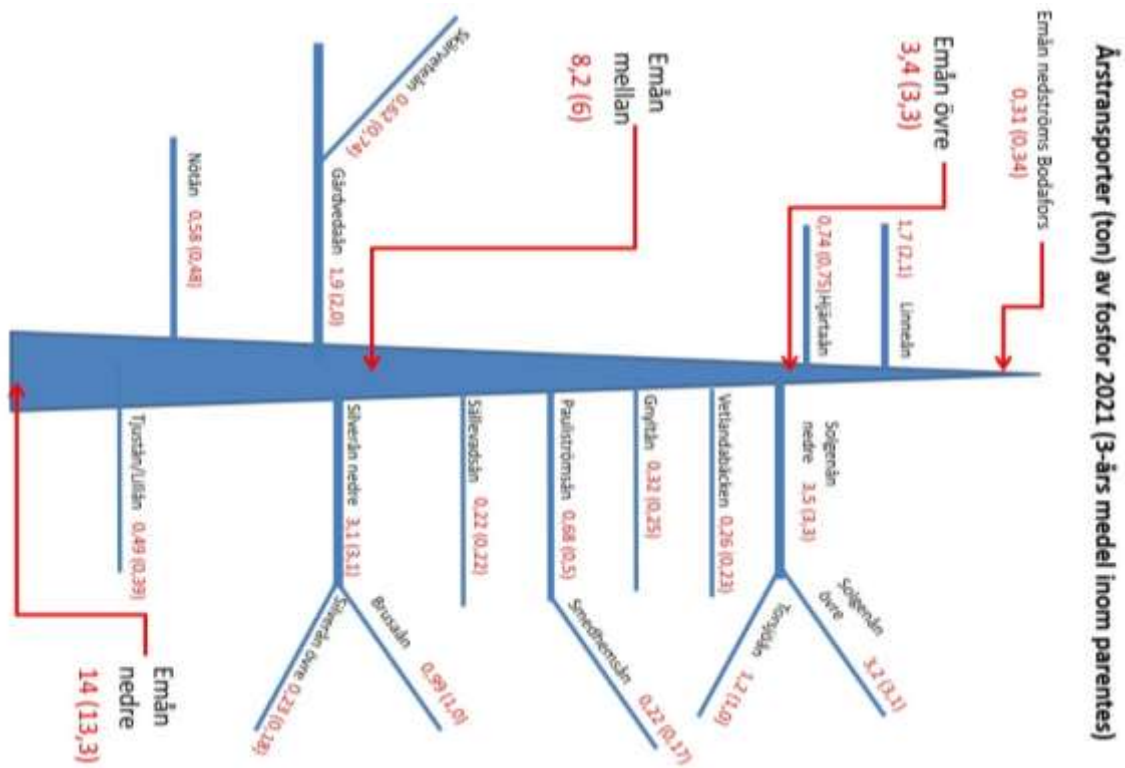 Årstransporter (ton) av fosfor 2021 (3-års medel inom parentes)
Emån nedströms Bodafors
0,31 (0,34)
Emån övre
3,4 (3,3)
1,7 (2,1) Linneån
0,74 (0,75) Hjärtaån
Solgenån
nedre 3,5 (3,3)
Solgenån
övre
3,2 (3,1)
Torsjöån 1,2 (1,0)
Vetlandabäcken 0,26 (0,23)
Gnyltån 0,32 (0,25)
Emån
mellan
8,2 (6)
Pauliströmsån 0,68 (0,5)
Smedhemsån 0,22 (0,17)
Sällevadsån 0,22 (0,22)
Skärveteån 0,62 (0,74)
Gårdvedaån 1,9 (2,0)
Silverån nedre 3,1 (3,1)
Brusaån 0,99 (1,0)
Silverån övre 0,23 (0,18)
Nötån 0,58 (0,48)
Tjustån/Lillån 0,49 (0,39)
Emån
nedre
14 (13,3)